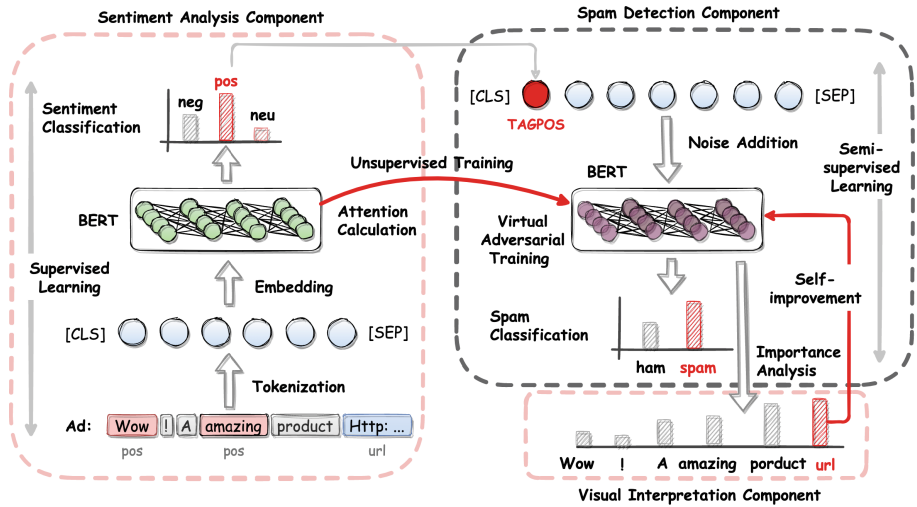 Sentiment Analysis Component
Sentiment
Classification
neg
pos
neu
BERT
Attention
Calculation
Supervised
Learning
Embedding
[CLS]
[SEP]
Tokenization
Ad:
Wow
!
A
amazing
product
Http: ...
pos
pos
url
Unsupervised Training
Spam Detection Component
[CLS]
[SEP]
TAGPOS
Noise Addition
BERT
Semi-
supervised
Learning
Virtual
Adversarial
Training
Self-
improvement
Spam
Classification
ham
spam
Importance
Analysis
Wow
!
A
amazing
porduct
url
Visual Interpretation Component